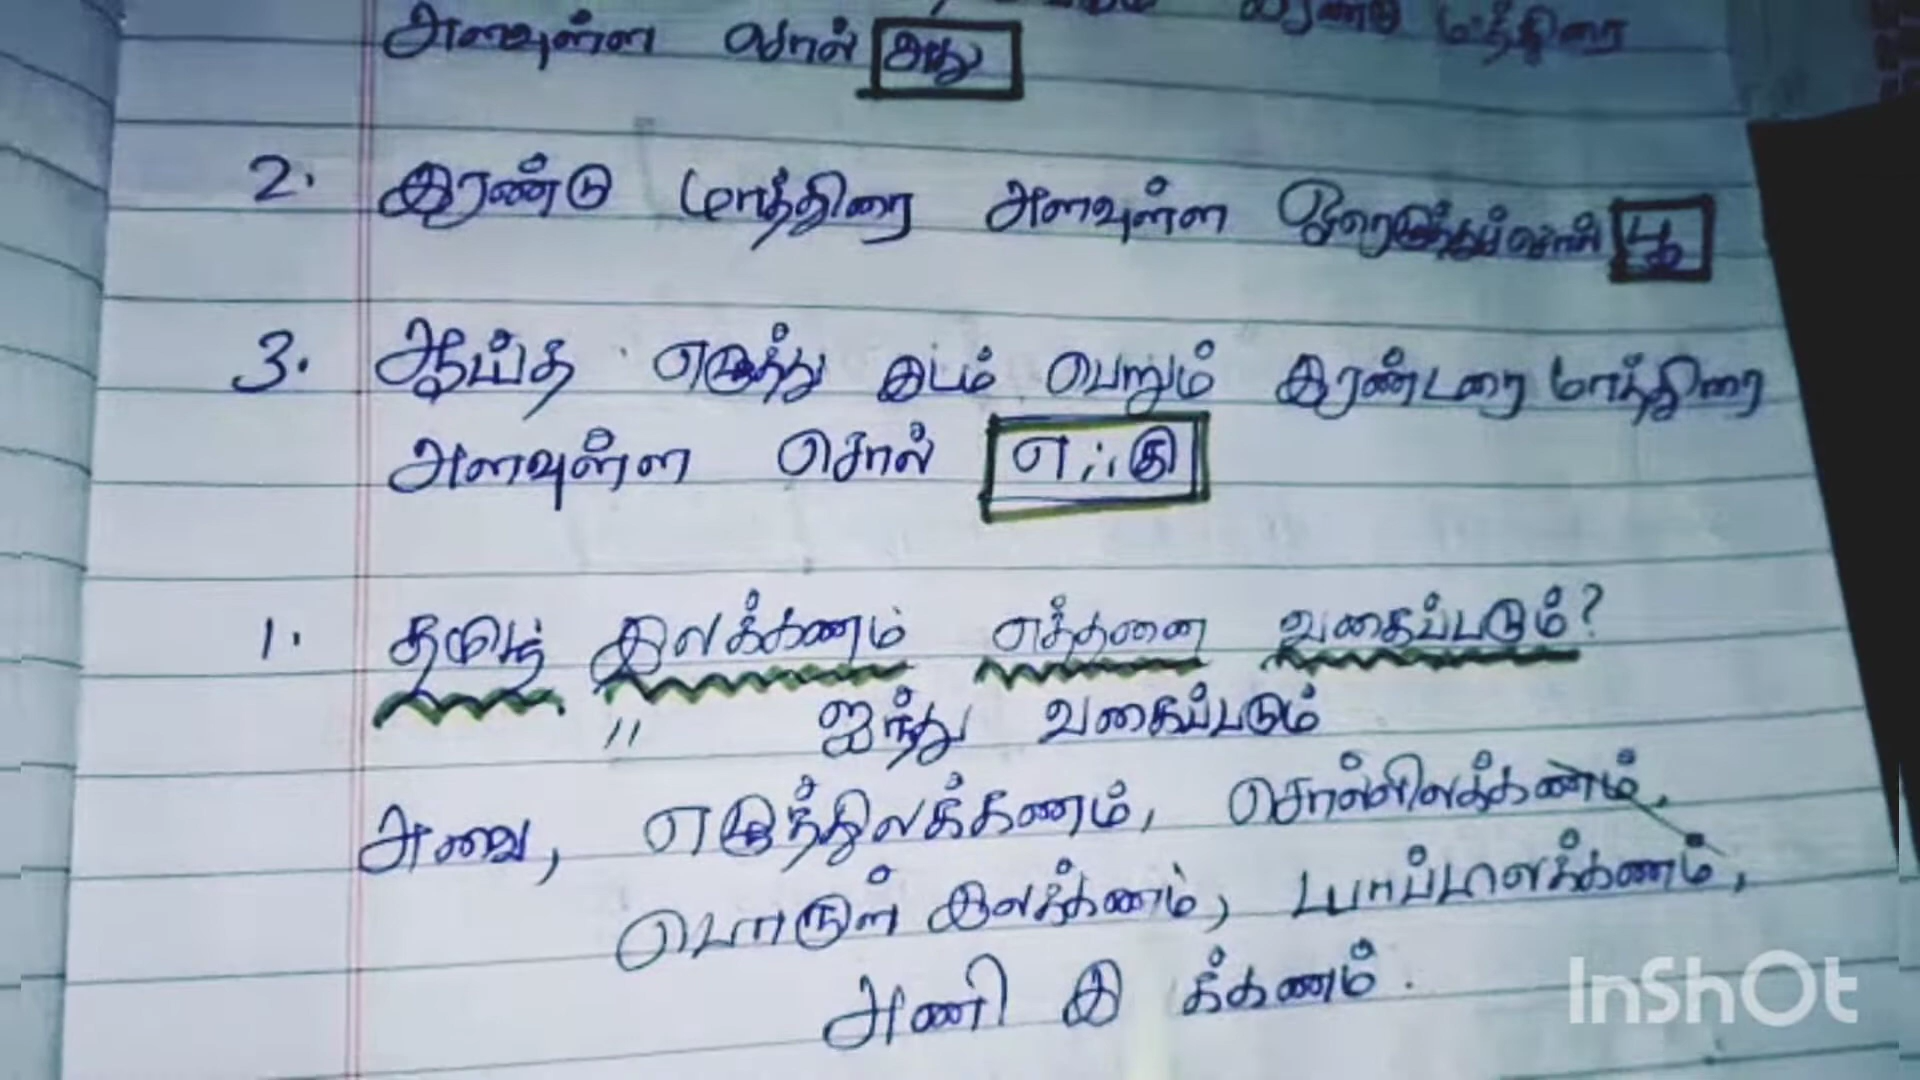 இரண்டு மாத்திரை
அளவுள்ள சொல் அது
2. இரண்டு மாத்திரை அளவுள்ள ஓரெழுத்துச்சொல் பூ
3. ஆய்த எழுத்து இடம் பெறும் இரண்டரை மாத்திரை
அளவுள்ள சொல் எஃகு
1. தமிழ் இலக்கணம் எத்தனை வகைப்படும்?
" ஐந்து வகைப்படும்
அவை, எழுத்திலக்கணம், சொல்லிலக்கணம்,
பொருள் இலக்கணம், யாப்பிலக்கணம்,
அணி இ க்கணம்.
InShOt